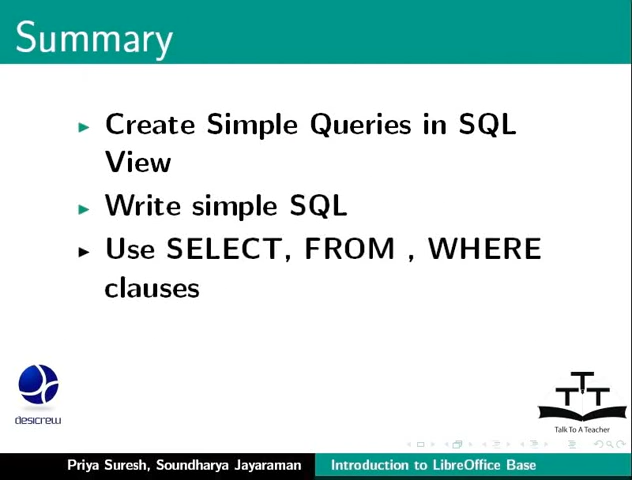 Summary
Create Simple Queries in SQL
View
Write simple SQL
Use SELECT, FROM , WHERE
clauses
desicrew
T T T
Talk To A Teacher
Priya Suresh, Soundharya Jayaraman Introduction to LibreOffice Base